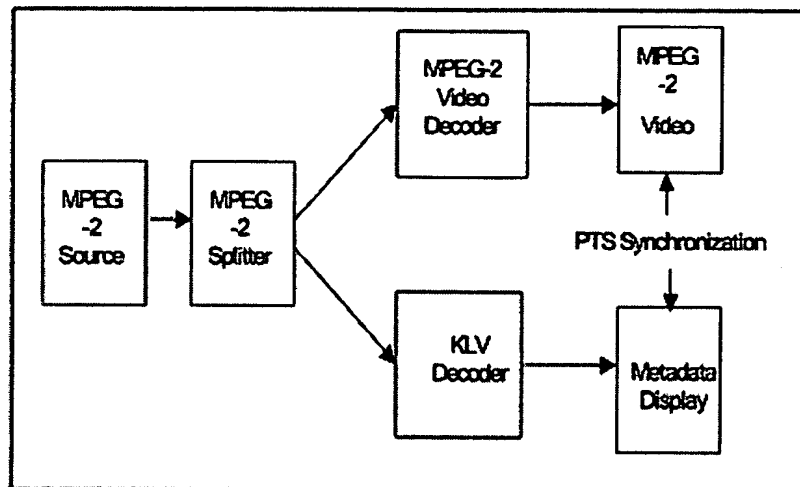 MPEG
-2
Source
MPEG
-2
Splitter
MPEG-2
Video
Decoder
MPEG
-2
Video
PTS Synchronization
KLV
Decoder
Metadata
Display